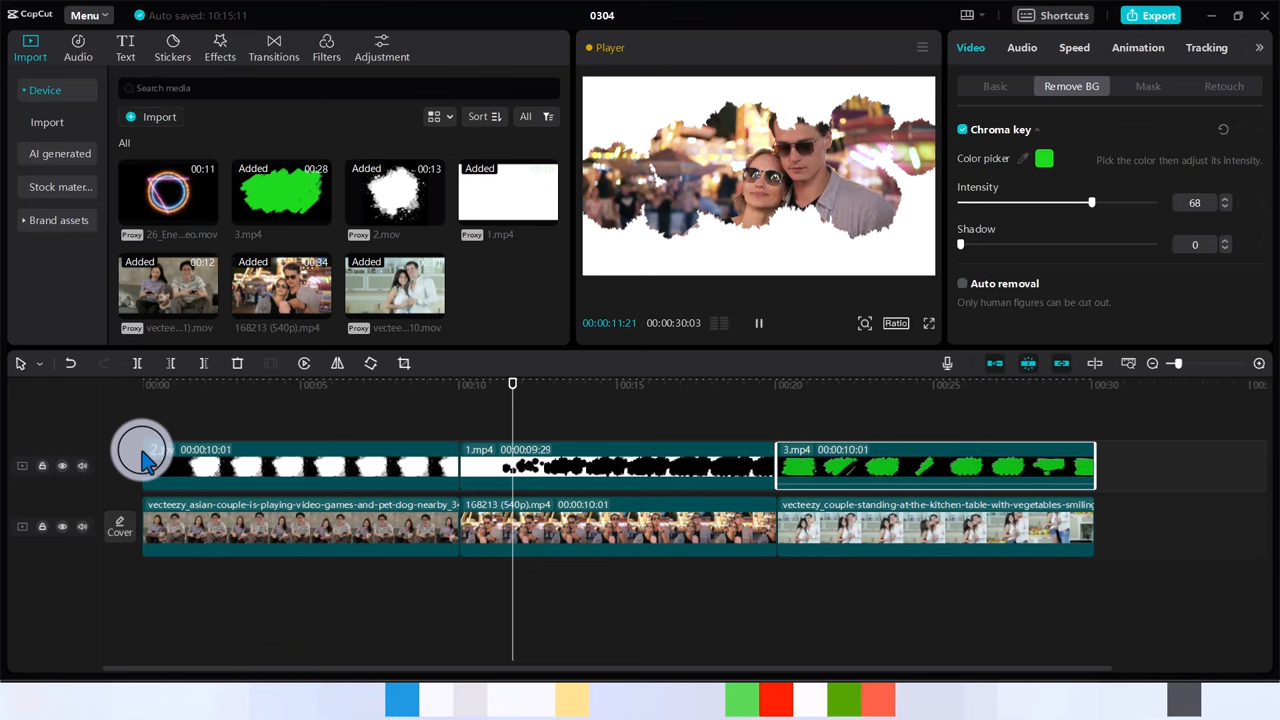 CapCut
Menu
Auto saved: 10:15:11
0304
Shortcuts
Export
Import
Audio
Text
Stickers
Effects
Transitions
Filters
Adjustment
Device
Import
AI generated
Stock mater...
Brand assets
Search media
Import
Sort
All
All
00:11
Added 00:28
Added 00:13
Added
Proxy 26_Ene...eo.mov
3.mp4
Proxy 2.mov
Proxy 1.mp4
Added 00:12
Added 00:34
Added
Proxy vectee...1).mov
168213 (540p).mp4
Proxy vectee...10.mov
Player
00:00:11:21
00:00:30:03
Ratio
Video
Audio
Speed
Animation
Tracking
Basic
Remove BG
Mask
Retouch
Chroma key
Color picker
Pick the color then adjust its intensity.
Intensity
68
Shadow
0
Auto removal
Only human figures can be cut out.
00:00
00:05
00:10
00:15
00:20
00:25
00:30
00:00:10:01
1.mp4 00:00:09:29
3.mp4 00:00:10:01
Cover
vecteezy_asian-couple-is-playing-video-games-and-pet-dog-nearby_34
168213 (540p).mp4 00:00:10:01
vecteezy_couple-standing-at-the-kitchen-table-with-vegetables-smiling